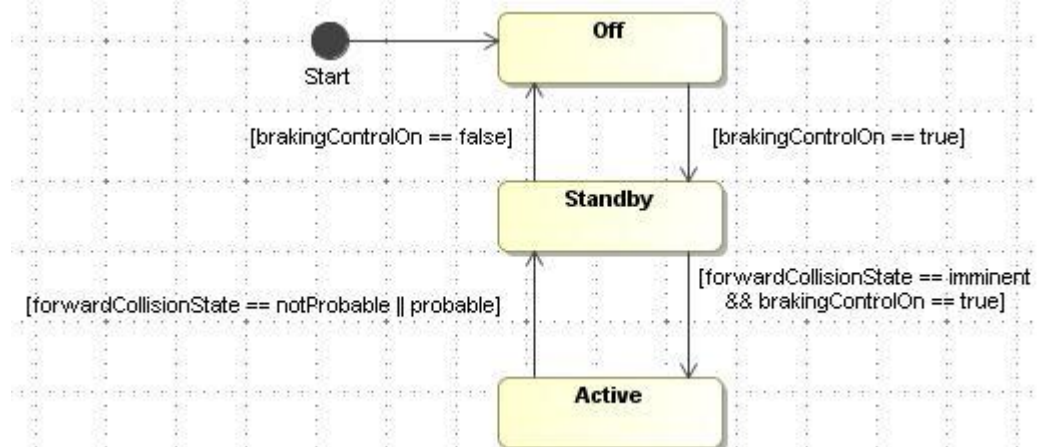 Off
Start
[brakingControlOn == false]
[brakingControlOn == true]
Standby
[forwardCollisionState == imminent
&& brakingControlOn == true]
[forwardCollisionState == notProbable || probable]
Active